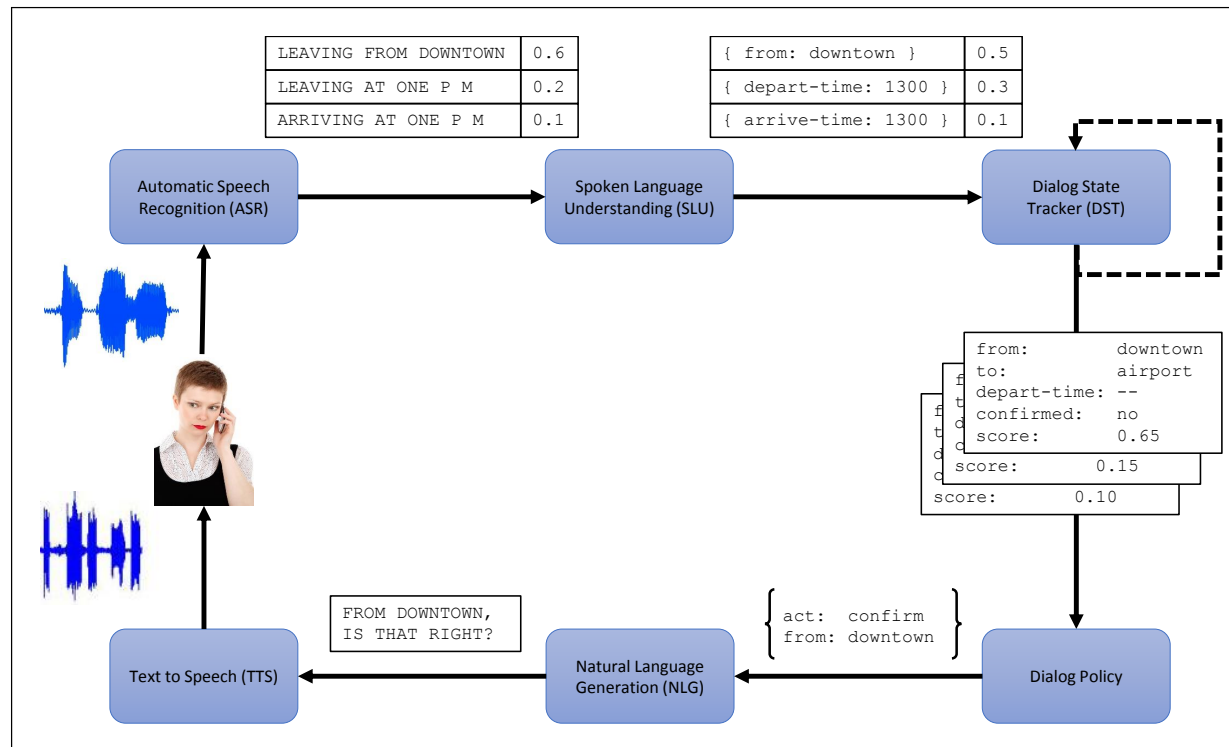 LEAVING FROM DOWNTOWN 0.6
LEAVING AT ONE P M 0.2
ARRIVING AT ONE P M 0.1
{ from: downtown } 0.5
{ depart-time: 1300 } 0.3
{ arrive-time: 1300 } 0.1
Automatic Speech
Recognition (ASR)
Spoken Language
Understanding (SLU)
Dialog State
Tracker (DST)
from: downtown
to: airport
depart-time: --
confirmed: no
score: 0.65
score: 0.15
score: 0.10
act: confirm
from: downtown
FROM DOWNTOWN,
IS THAT RIGHT?
Text to Speech (TTS)
Natural Language
Generation (NLG)
Dialog Policy